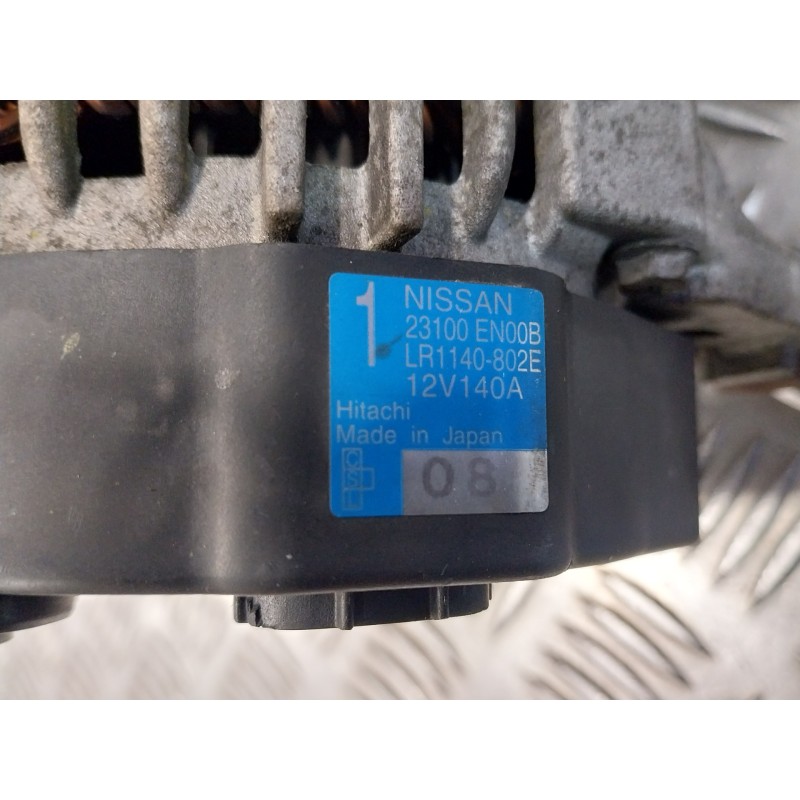 1
NISSAN
23100 EN00B
LR1140-802E
12V140A
Hitachi
Made in Japan
C
S
L
08